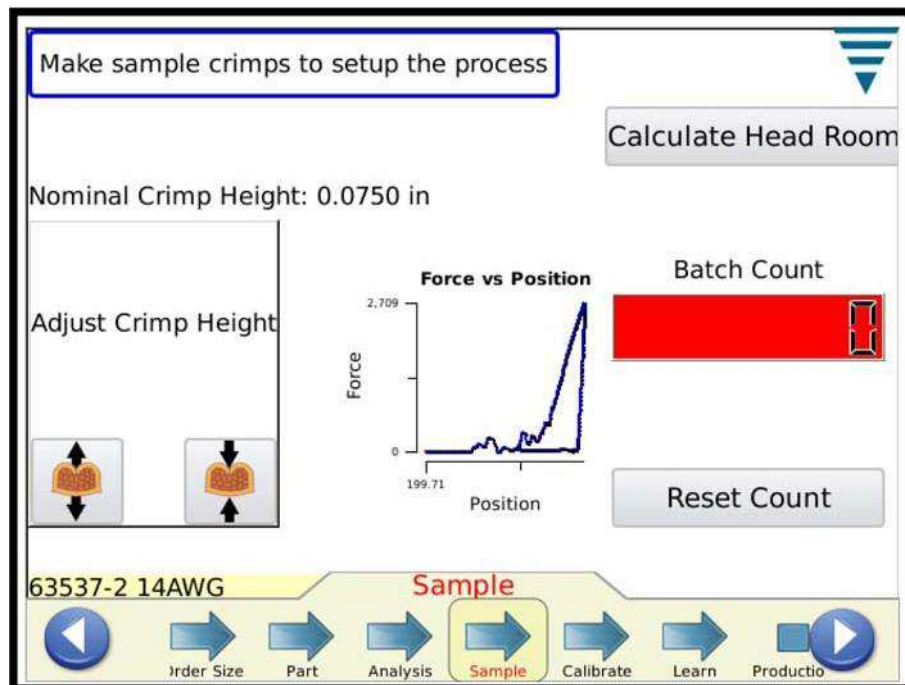 Make sample crimps to setup the process
Calculate Head Room
Nominal Crimp Height: 0.0750 in
Adjust Crimp Height
Force vs Position
2,709
Force
0
199.71
Position
Batch Count
0
Reset Count
63537-2 14AWG
Sample
rder Size
Part
Analysis
Sample
Calibrate
Learn
Productio